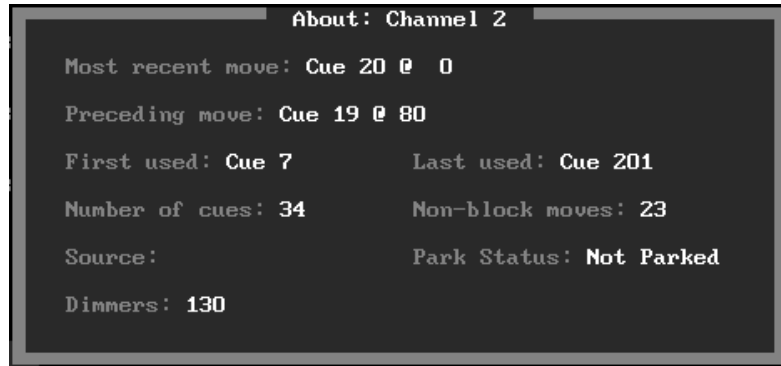 About: Channel 2
Most recent move: Cue 20 @  0
Preceding move: Cue 19 @ 80
First used: Cue 7 Last used: Cue 201
Number of cues: 34 Non-block moves: 23
Source: Park Status: Not Parked
Dimmers: 130